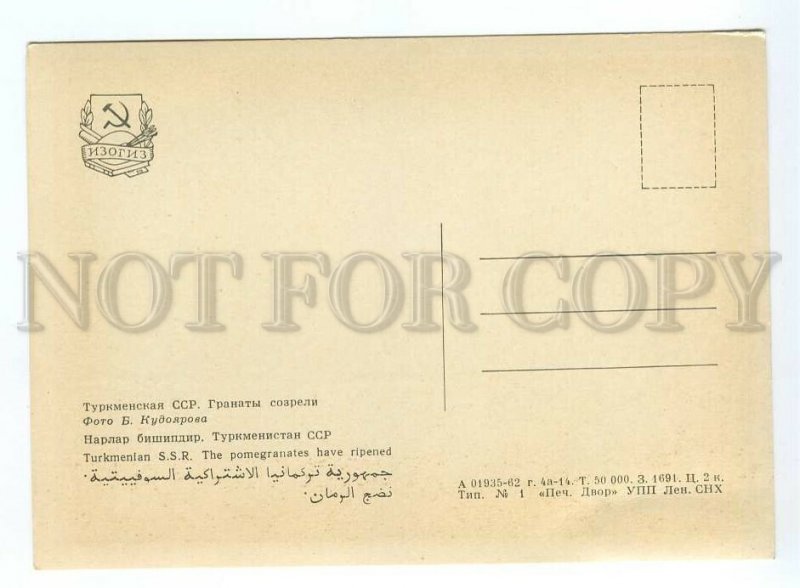 ИЗОГИЗ
NOT FOR COPY
Туркменская ССР. Гранаты созрели
Фото Б. Кудоярова
Нарлар бишипдир. Туркменистан ССР
Turkmenian S.S.R. The pomegranates have ripened
جمهورية تركمانيا الاشتراكية السوفييتية.
نضج الرمان.
А 01935-62 г. 4а-14. Т. 50 000. З. 1691. Ц. 2 к.
Тип. № 1 «Печ. Двор» УПП Лен. СНХ